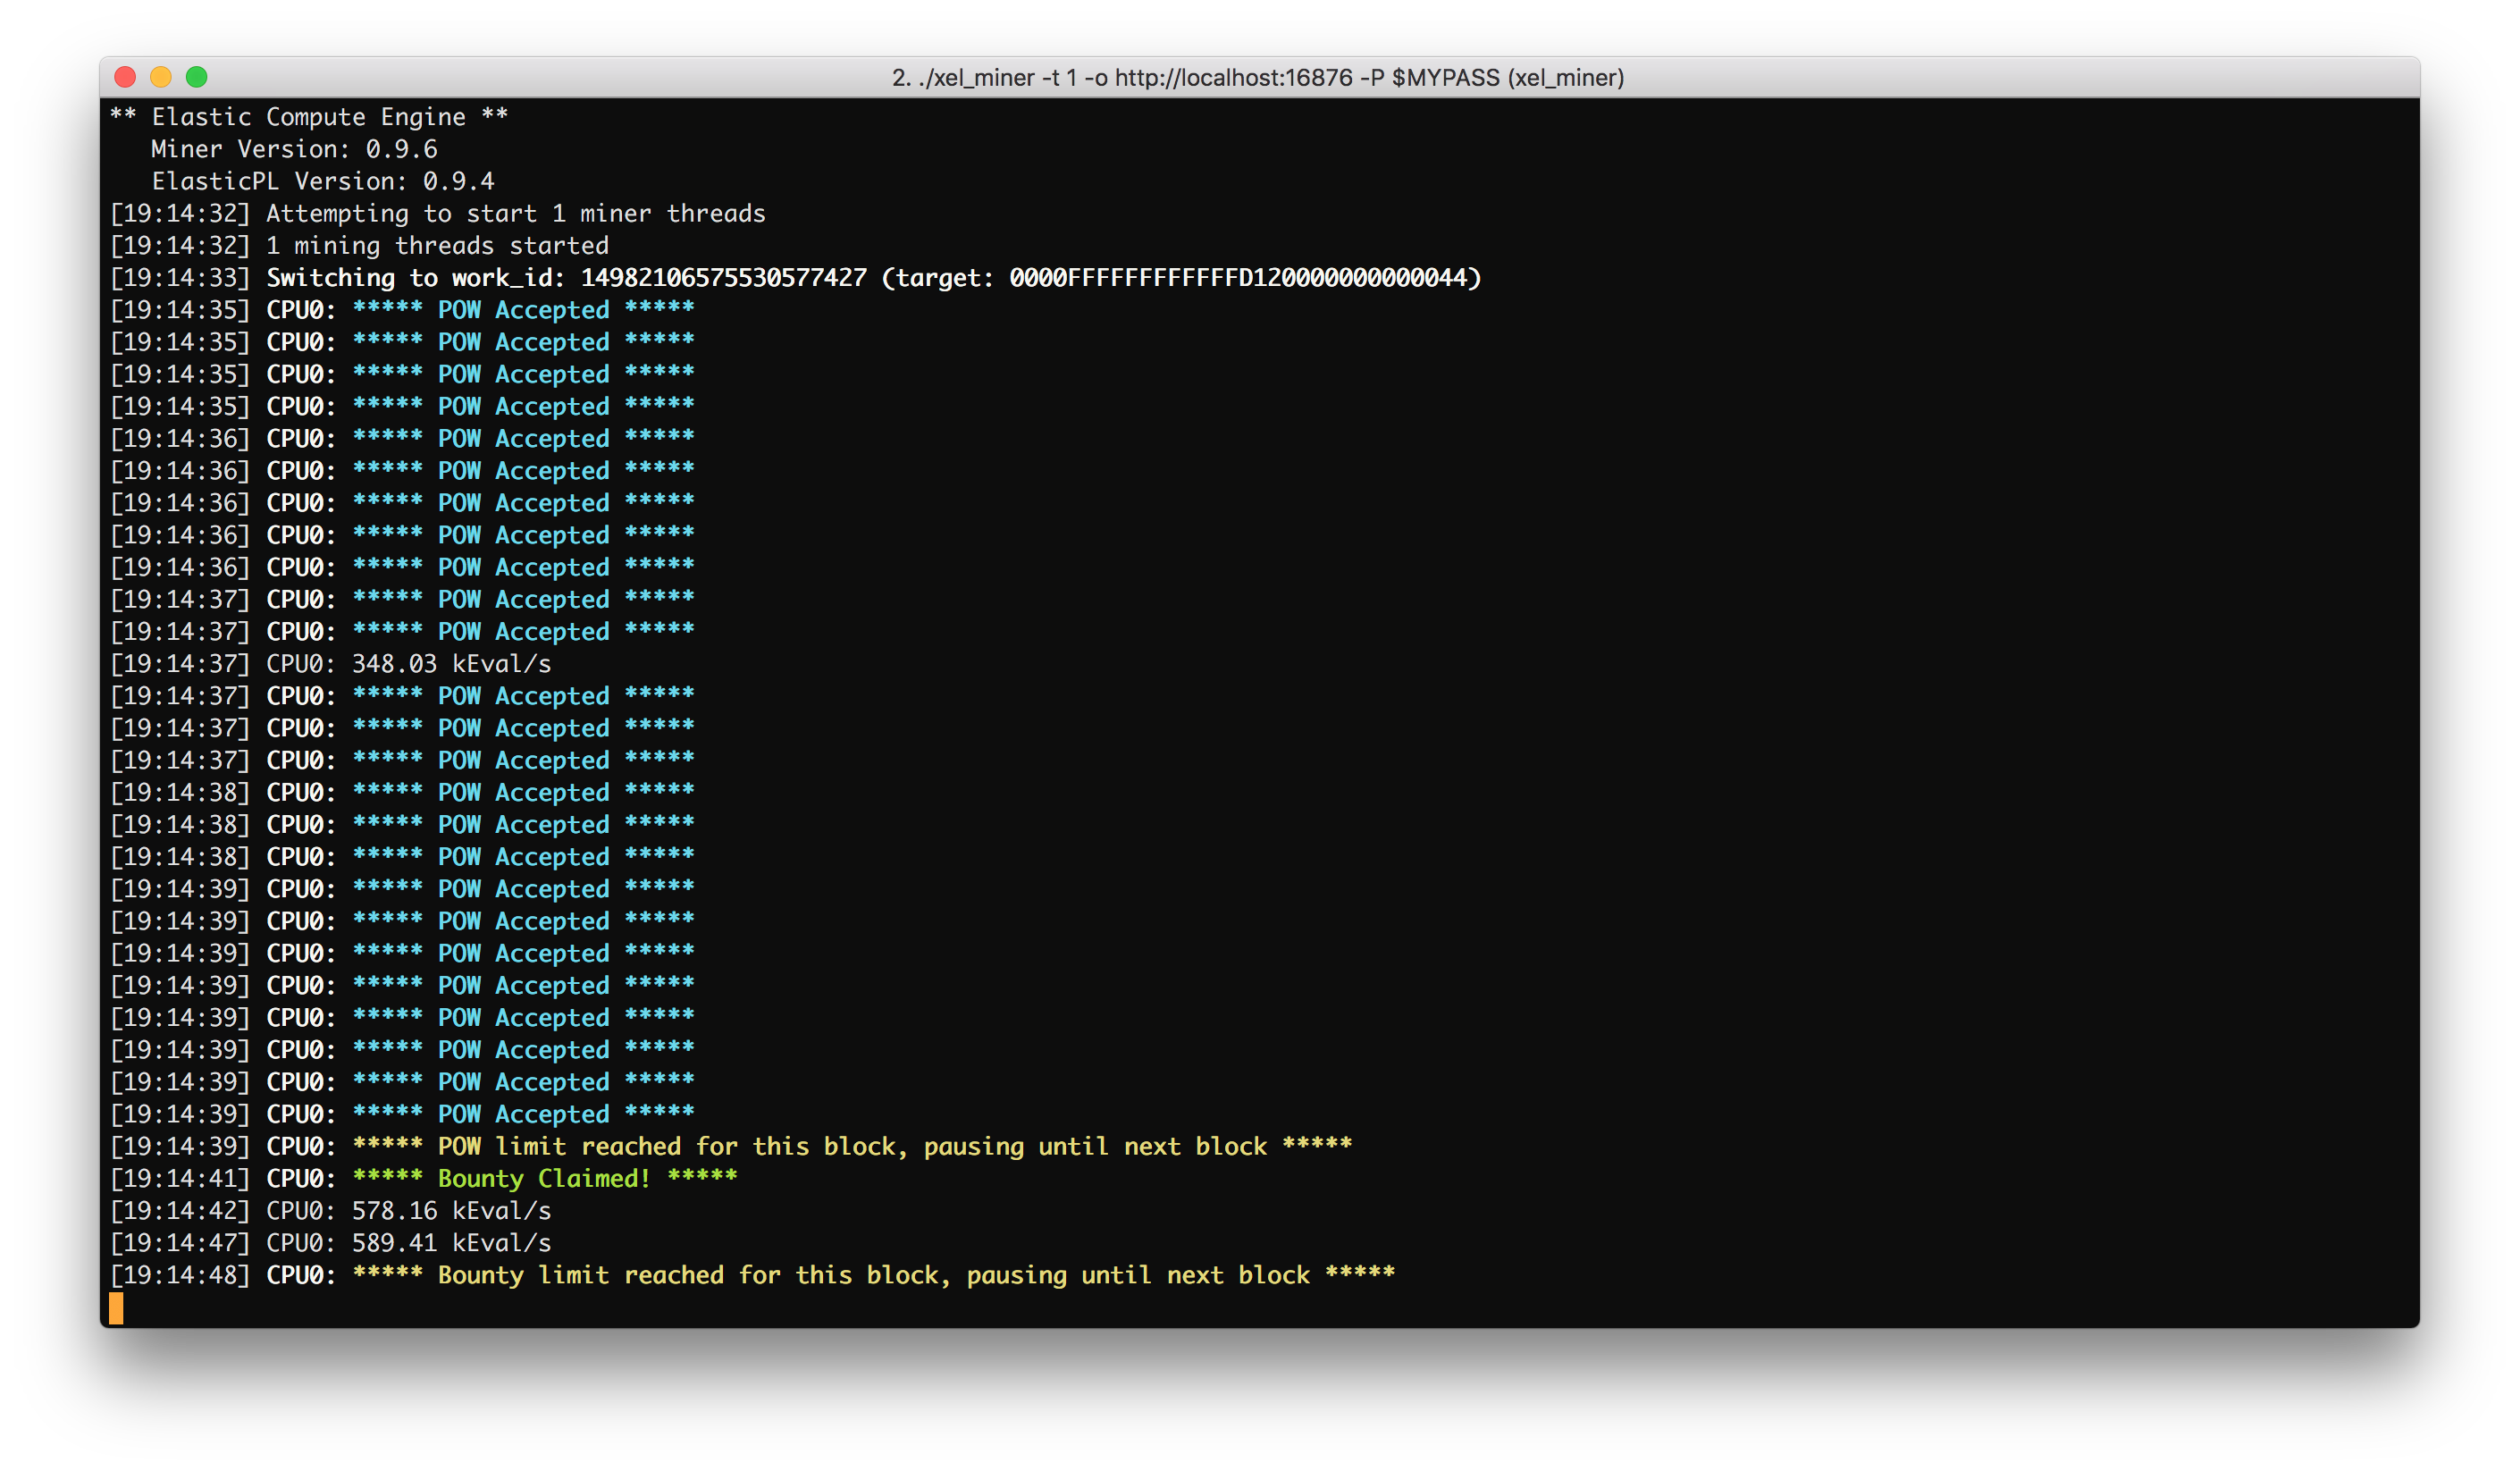 2. ./xel_miner -t 1 -o http://localhost:16876 -P $MYPASS (xel_miner)
** Elastic Compute Engine **
Miner Version: 0.9.6
ElasticPL Version: 0.9.4
[19:14:32] Attempting to start 1 miner threads
[19:14:32] 1 mining threads started
[19:14:33] Switching to work_id: 14982106575530577427 (target: 0000FFFFFFFFFFFFD120000000000044)
[19:14:35] CPU0: ***** POW Accepted *****
[19:14:35] CPU0: ***** POW Accepted *****
[19:14:35] CPU0: ***** POW Accepted *****
[19:14:35] CPU0: ***** POW Accepted *****
[19:14:36] CPU0: ***** POW Accepted *****
[19:14:36] CPU0: ***** POW Accepted *****
[19:14:36] CPU0: ***** POW Accepted *****
[19:14:36] CPU0: ***** POW Accepted *****
[19:14:36] CPU0: ***** POW Accepted *****
[19:14:37] CPU0: ***** POW Accepted *****
[19:14:37] CPU0: ***** POW Accepted *****
[19:14:37] CPU0: 348.03 kEval/s
[19:14:37] CPU0: ***** POW Accepted *****
[19:14:37] CPU0: ***** POW Accepted *****
[19:14:37] CPU0: ***** POW Accepted *****
[19:14:38] CPU0: ***** POW Accepted *****
[19:14:38] CPU0: ***** POW Accepted *****
[19:14:38] CPU0: ***** POW Accepted *****
[19:14:39] CPU0: ***** POW Accepted *****
[19:14:39] CPU0: ***** POW Accepted *****
[19:14:39] CPU0: ***** POW Accepted *****
[19:14:39] CPU0: ***** POW Accepted *****
[19:14:39] CPU0: ***** POW Accepted *****
[19:14:39] CPU0: ***** POW Accepted *****
[19:14:39] CPU0: ***** POW Accepted *****
[19:14:39] CPU0: ***** POW Accepted *****
[19:14:39] CPU0: ***** POW limit reached for this block, pausing until next block *****
[19:14:41] CPU0: ***** Bounty Claimed! *****
[19:14:42] CPU0: 578.16 kEval/s
[19:14:47] CPU0: 589.41 kEval/s
[19:14:48] CPU0: ***** Bounty limit reached for this block, pausing until next block *****